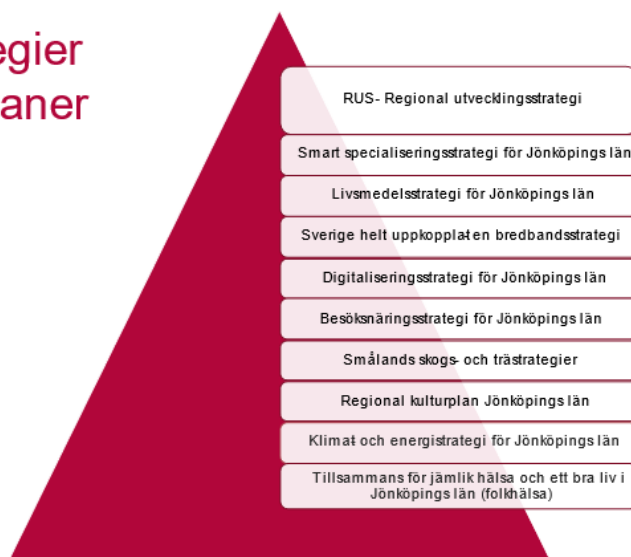 egier
aner
RUS- Regional utvecklingsstrategi
Smart specialiseringsstrategi för Jönköpings län
Livsmedelsstrategi för Jönköpings län
Sverige helt uppkopplat-en bredbandsstrategi
Digitaliseringsstrategi för Jönköpings län
Besöksnäringsstrategi för Jönköpings län
Smålands skogs- och trästrategier
Regional kulturplan Jönköpings län
Klimat- och energistrategi för Jönköpings län
Tillsammans för jämlik hälsa och ett bra liv i
Jönköpings län (folkhälsa)